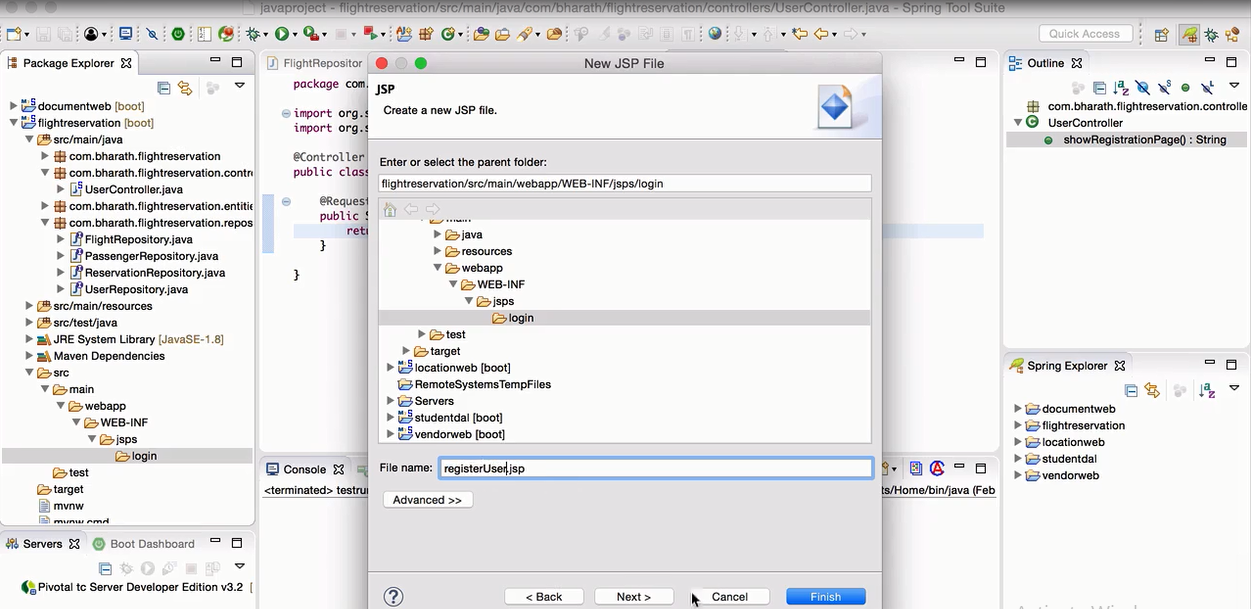 javaproject - flightreservation/src/main/java/com/bharath/flightreservation/controllers/UserController.java - Spring Tool Suite
Quick Access
Package Explorer
documentweb [boot]
flightreservation [boot]
src/main/java
com.bharath.flightreservation
com.bharath.flightreservation.contr
UserController.java
com.bharath.flightreservation.entitie
com.bharath.flightreservation.repos
FlightRepository.java
PassengerRepository.java
ReservationRepository.java
UserRepository.java
src/main/resources
src/test/java
JRE System Library [JavaSE-1.8]
Maven Dependencies
src
main
webapp
WEB-INF
jsps
login
test
target
mvnw
mvnw.cmd
Servers
Boot Dashboard
Pivotal tc Server Developer Edition v3.2 [
FlightRepositor
package com.
import org.s
import org.s
@Controller
public class
@Reques
public S
retu
}
}
New JSP File
JSP
Create a new JSP file.
Enter or select the parent folder:
flightreservation/src/main/webapp/WEB-INF/jsps/login
main
java
resources
webapp
WEB-INF
jsps
login
test
target
locationweb [boot]
RemoteSystemsTempFiles
Servers
studentdal [boot]
vendorweb [boot]
File name:
registerUser.jsp
Advanced >>
?
< Back
Next >
Cancel
Finish
Console
<terminated> testrun
ts/Home/bin/java (Feb
Outline
com.bharath.flightreservation.controlle
UserController
showRegistrationPage() : String
Spring Explorer
documentweb
flightreservation
locationweb
studentdal
vendorweb